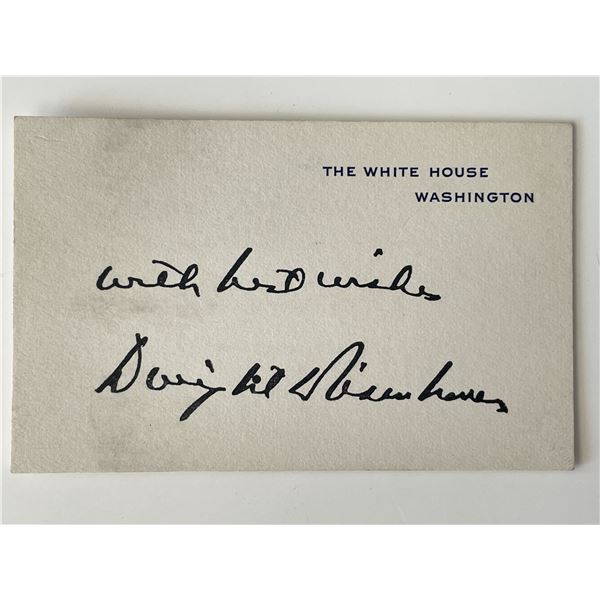 THE WHITE HOUSE
WASHINGTON
with best wishes
Dwight D Eisenhower